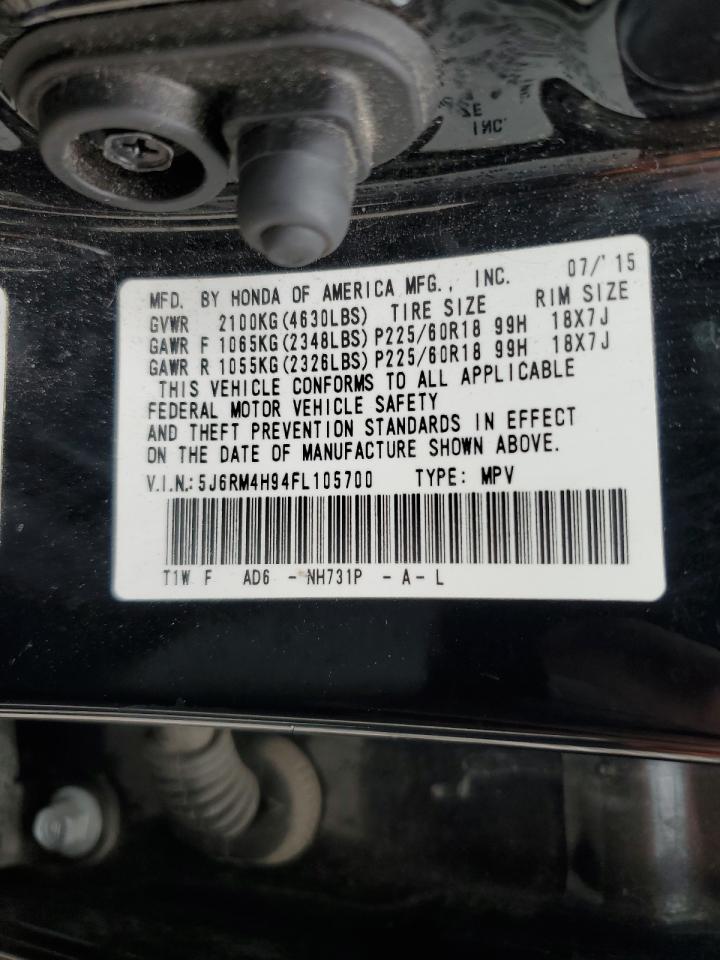 ZE INC.
INC.
MFD. BY HONDA OF AMERICA MFG., INC. 07/'15
GVWR 2100KG(4630LBS) TIRE SIZE RIM SIZE
GAWR F 1065KG(2348LBS) P225/60R18 99H 18X7J
GAWR R 1055KG(2326LBS) P225/60R18 99H 18X7J
THIS VEHICLE CONFORMS TO ALL APPLICABLE
FEDERAL MOTOR VEHICLE SAFETY
AND THEFT PREVENTION STANDARDS IN EFFECT
ON THE DATE OF MANUFACTURE SHOWN ABOVE.
V.I.N.: 5J6RM4H94FL105700 TYPE: MPV
T1W F AD6 - NH731P - A - L